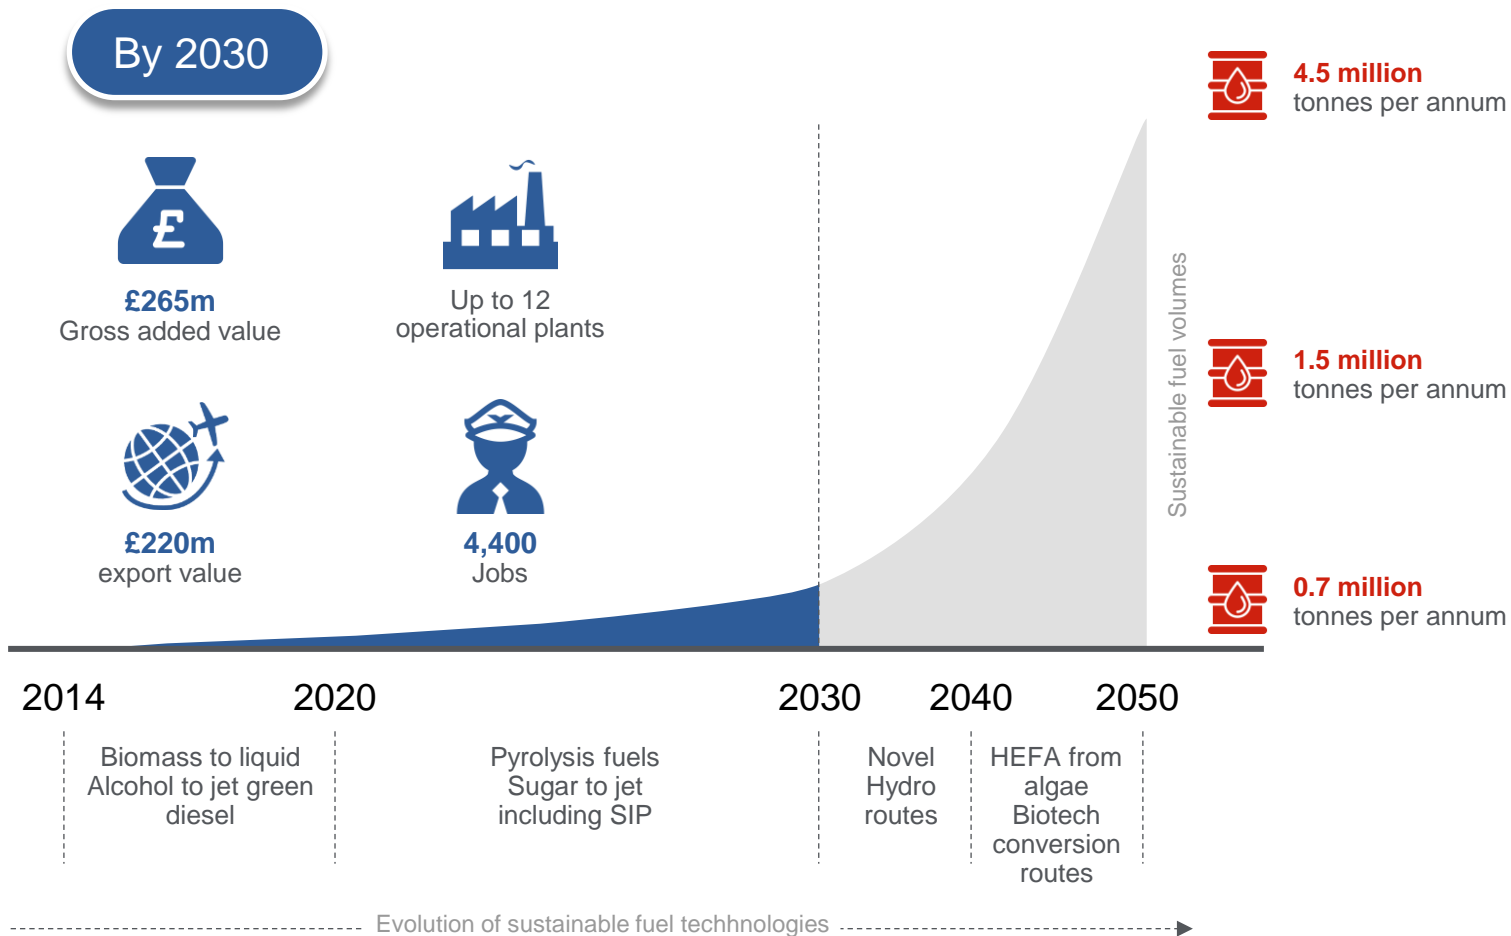 By 2030
£
£265m
Gross added value
Up to 12
operational plants
£220m
export value
4,400
Jobs
4.5 million
tonnes per annum
1.5 million
tonnes per annum
0.7 million
tonnes per annum
Sustainable fuel volumes
2014
2020
2030
2040
2050
Biomass to liquid
Alcohol to jet green
diesel
Pyrolysis fuels
Sugar to jet
including SIP
Novel
Hydro
routes
HEFA from
algae
Biotech
conversion
routes
Evolution of sustainable fuel techhnologies